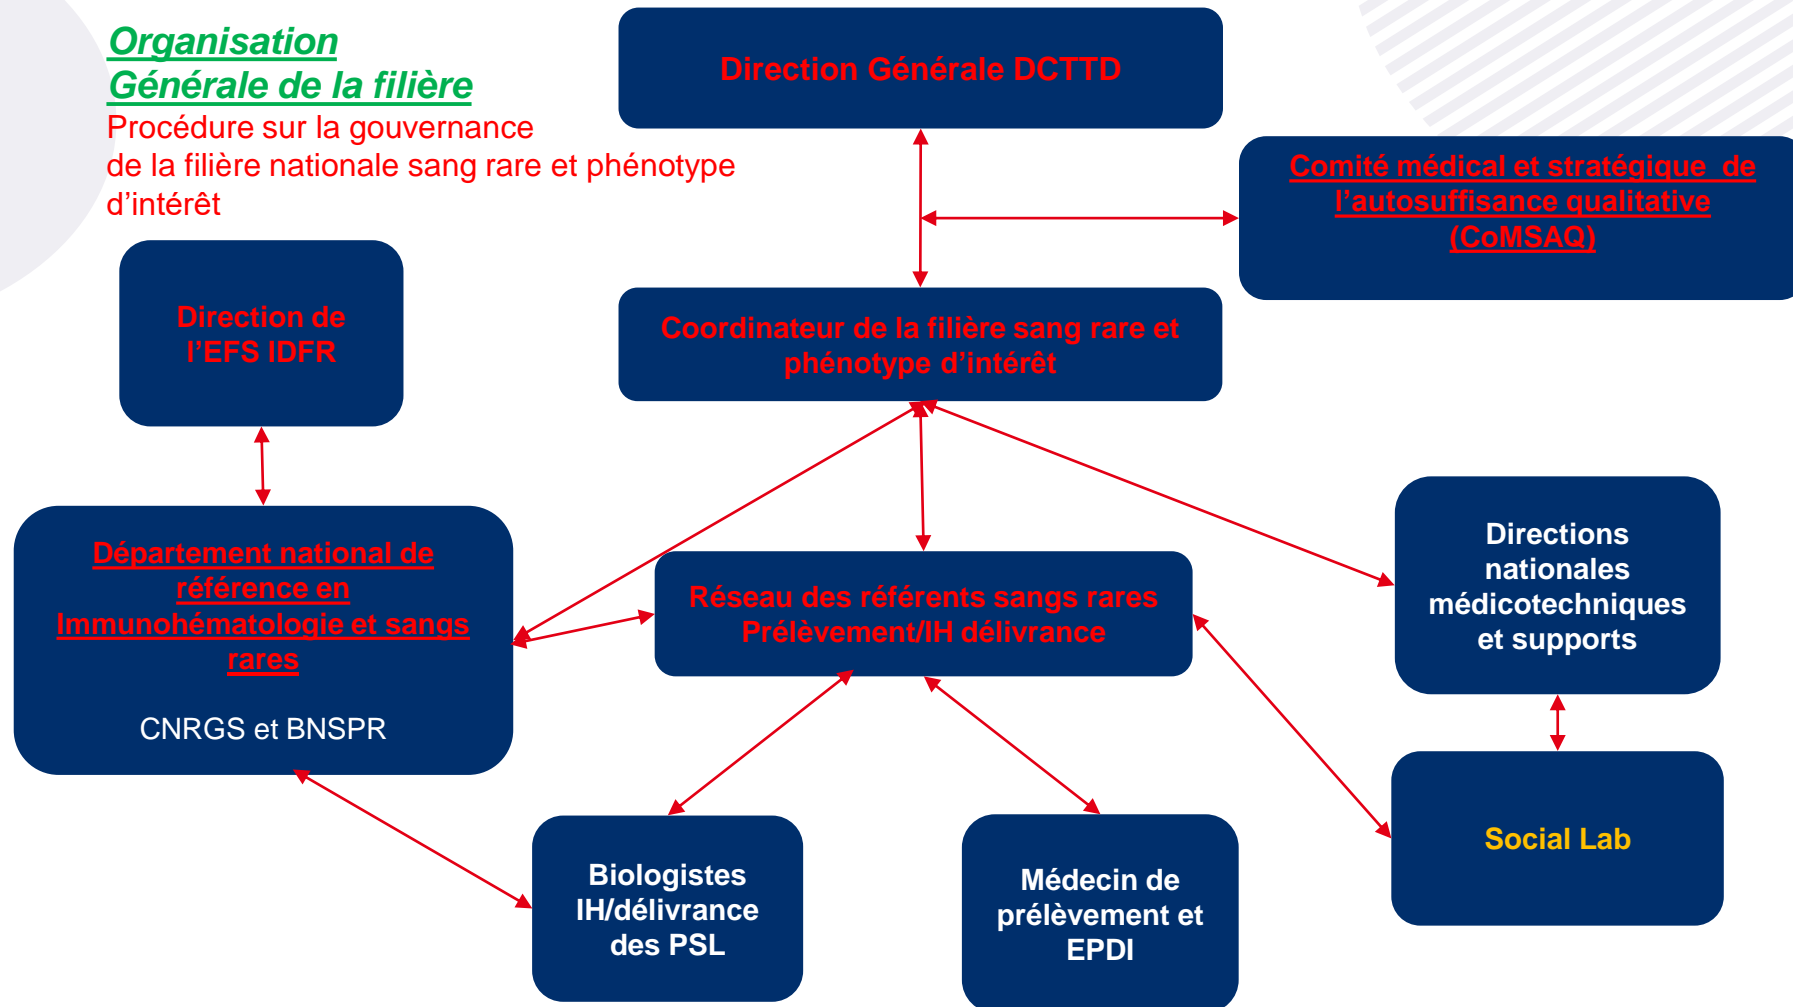 Organisation
Générale de la filière
Procédure sur la gouvernance
de la filière nationale sang rare et phénotype
d’intérêt
Direction Générale DCTTD
Comité médical et stratégique de
l’autosuffisance qualitative
(CoMSAQ)
Direction de
l’EFS IDFR
Coordinateur de la filière sang rare et
phénotype d’intérêt
Département national de
référence en
Immunohématologie et sangs
rares
CNRGS et BNSPR
Réseau des référents sangs rares
Prélèvement/IH délivrance
Directions
nationales
médicotechniques
et supports
Biologistes
IH/délivrance
des PSL
Médecin de
prélèvement et
EPDI
Social Lab